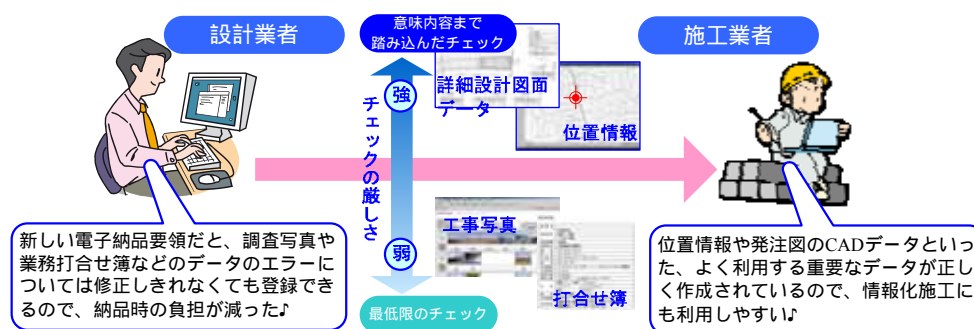 設計業者
意味内容まで
踏み込んだチェック
施工業者
強
チェックの厳しさ
弱
詳細設計図面
データ
位置情報
工事写真
打合せ簿
最低限のチェック
新しい電子納品要領だと、調査写真や
業務打合せ簿などのデータのエラーに
ついては修正しきれなくても登録でき
るので、納品時の負担が減った♪
位置情報や発注図のCADデータといっ
た、よく利用する重要なデータが正し
く作成されているので、情報化施工に
も利用しやすい♪